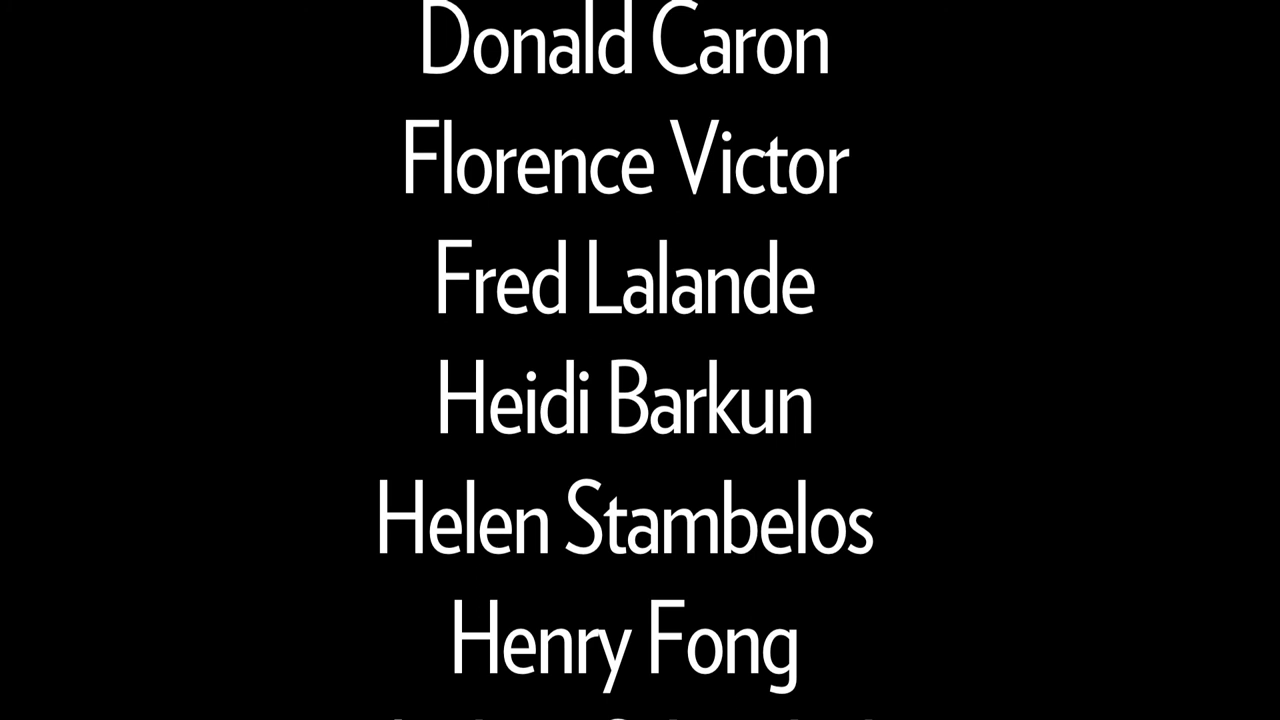 Donald Caron
Florence Victor
Fred Lalande
Heidi Barkun
Helen Stambelos
Henry Fong